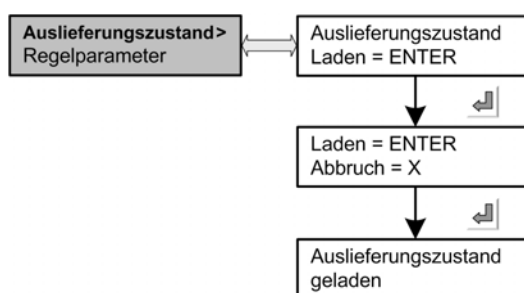 Auslieferungszustand>
Regelparameter
Auslieferungszustand
Laden = ENTER
Laden = ENTER
Abbruch = X
Auslieferungszustand
geladen